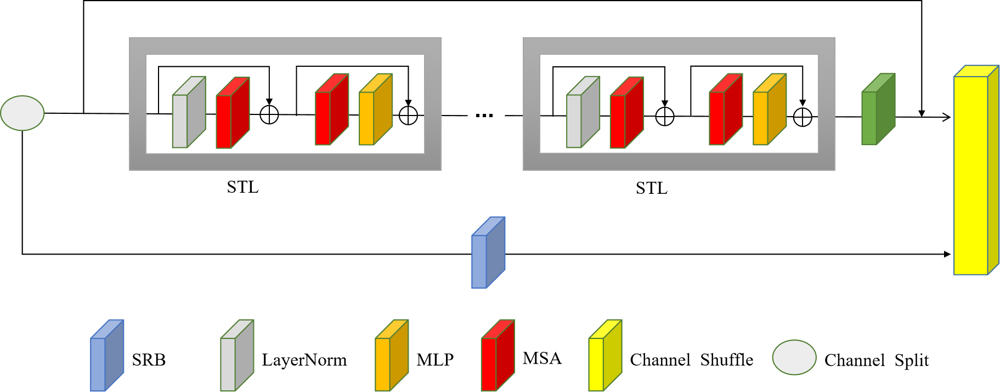 ...
STL
STL
SRB
LayerNorm
MLP
MSA
Channel Shuffle
Channel Split